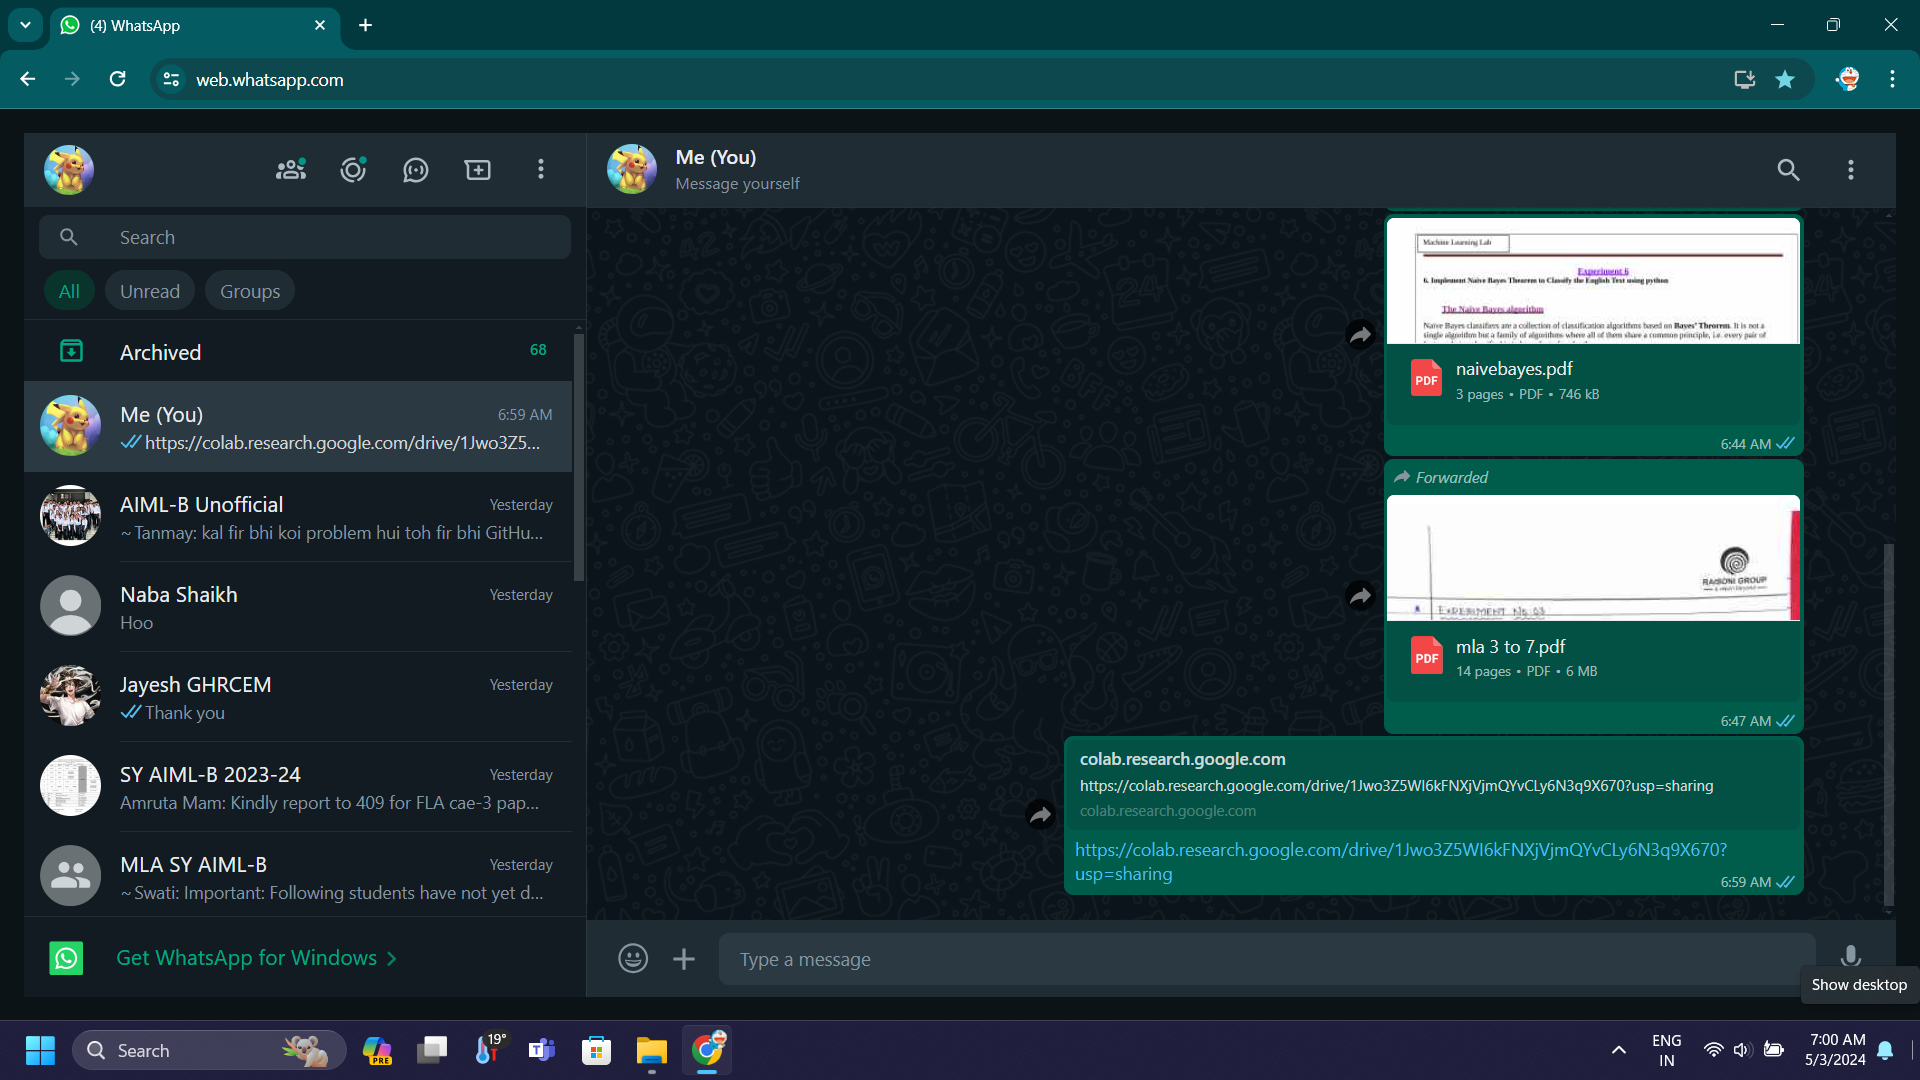 (4) WhatsApp
web.whatsapp.com
Search
All
Unread
Groups
Archived
68
Me (You)
6:59 AM
https://colab.research.google.com/drive/1Jwo3Z5...
AIML-B Unofficial
Yesterday
~ Tanmay: kal fir bhi koi problem hui toh fir bhi GitHu...
Naba Shaikh
Yesterday
Hoo
Jayesh GHRCEM
Yesterday
Thank you
SY AIML-B 2023-24
Yesterday
Amruta Mam: Kindly report to 409 for FLA cae-3 pap...
MLA SY AIML-B
Yesterday
~ Swati: Important: Following students have not yet d...
Get WhatsApp for Windows
Me (You)
Message yourself
Machine Learning Lab
Experiment 6
6. Implement Naive Bayes Theorem to Classify the English Text using python
The Naive Bayes algorithm
Naive Bayes classifiers are a collection of classification algorithms based on Bayes' Theorem. It is not a
single algorithm but a family of algorithms where all of them share a common principle, i.e. every pair of
PDF
naivebayes.pdf
3 pages • PDF • 746 kB
6:44 AM
Forwarded
RAISONI GROUP
EXPERIMENT No. 03
PDF
mla 3 to 7.pdf
14 pages • PDF • 6 MB
6:47 AM
colab.research.google.com
https://colab.research.google.com/drive/1Jwo3Z5WI6kFNXjVjmQYvCLy6N3q9X670?usp=sharing
colab.research.google.com
https://colab.research.google.com/drive/1Jwo3Z5WI6kFNXjVjmQYvCLy6N3q9X670?
usp=sharing
6:59 AM
Type a message
Show desktop
Search
PRE
19°
ENG
IN
7:00 AM
5/3/2024